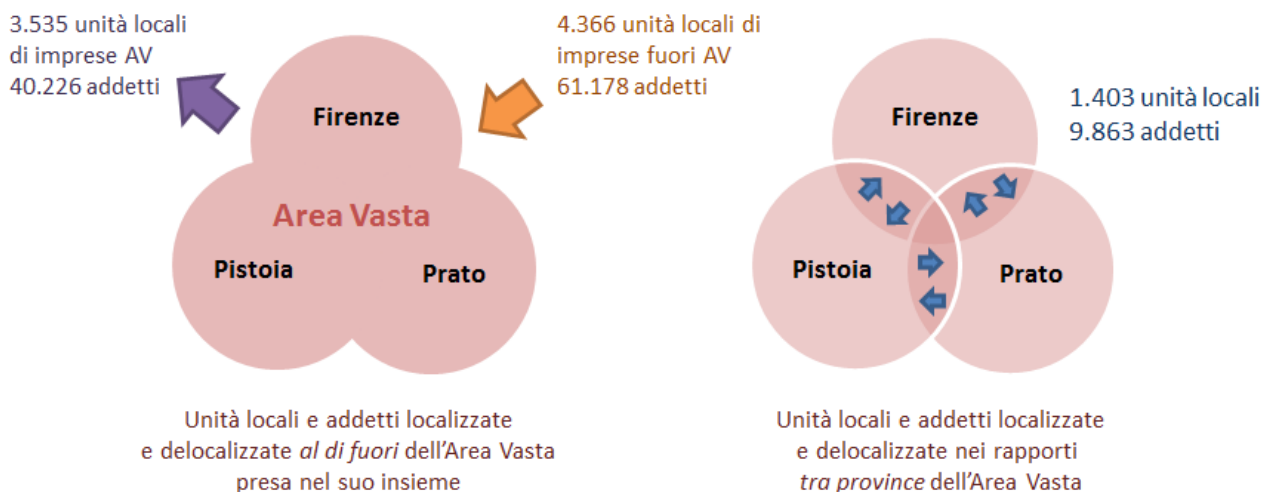 3.535 unità locali
di imprese AV
40.226 addetti
4.366 unità locali di
imprese fuori AV
61.178 addetti
Firenze
Area Vasta
Pistoia
Prato
Unità locali e addetti localizzate
e delocalizzate al di fuori dell'Area Vasta
presa nel suo insieme
Firenze
1.403 unità locali
9.863 addetti
Pistoia
Prato
Unità locali e addetti localizzate
e delocalizzate nei rapporti
tra province dell'Area Vasta